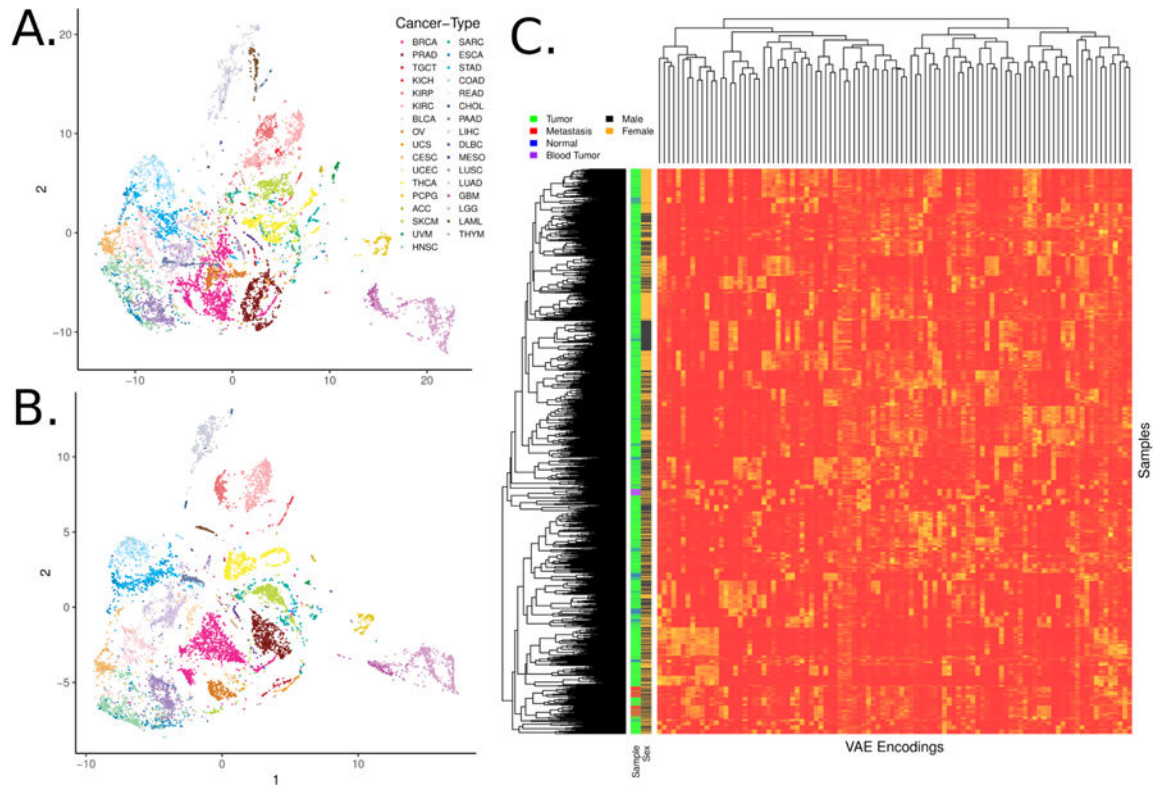 A.
20
10
0
−10
2
−10
0
10
20
Cancer−Type
BRCA SARC
PRAD ESCA
TGCT STAD
KICH COAD
KIRP READ
KIRC CHOL
BLCA PAAD
OV LIHC
UCS DLBC
CESC MESO
UCEC LUSC
THCA LUAD
PCPG GBM
ACC LGG
SKCM LAML
UVM THYM
HNSC
B.
10
5
0
−5
2
−10
0
10
1
C.
Tumor Male
Metastasis Female
Normal
Blood Tumor
Samples
Sample
Sex
VAE Encodings